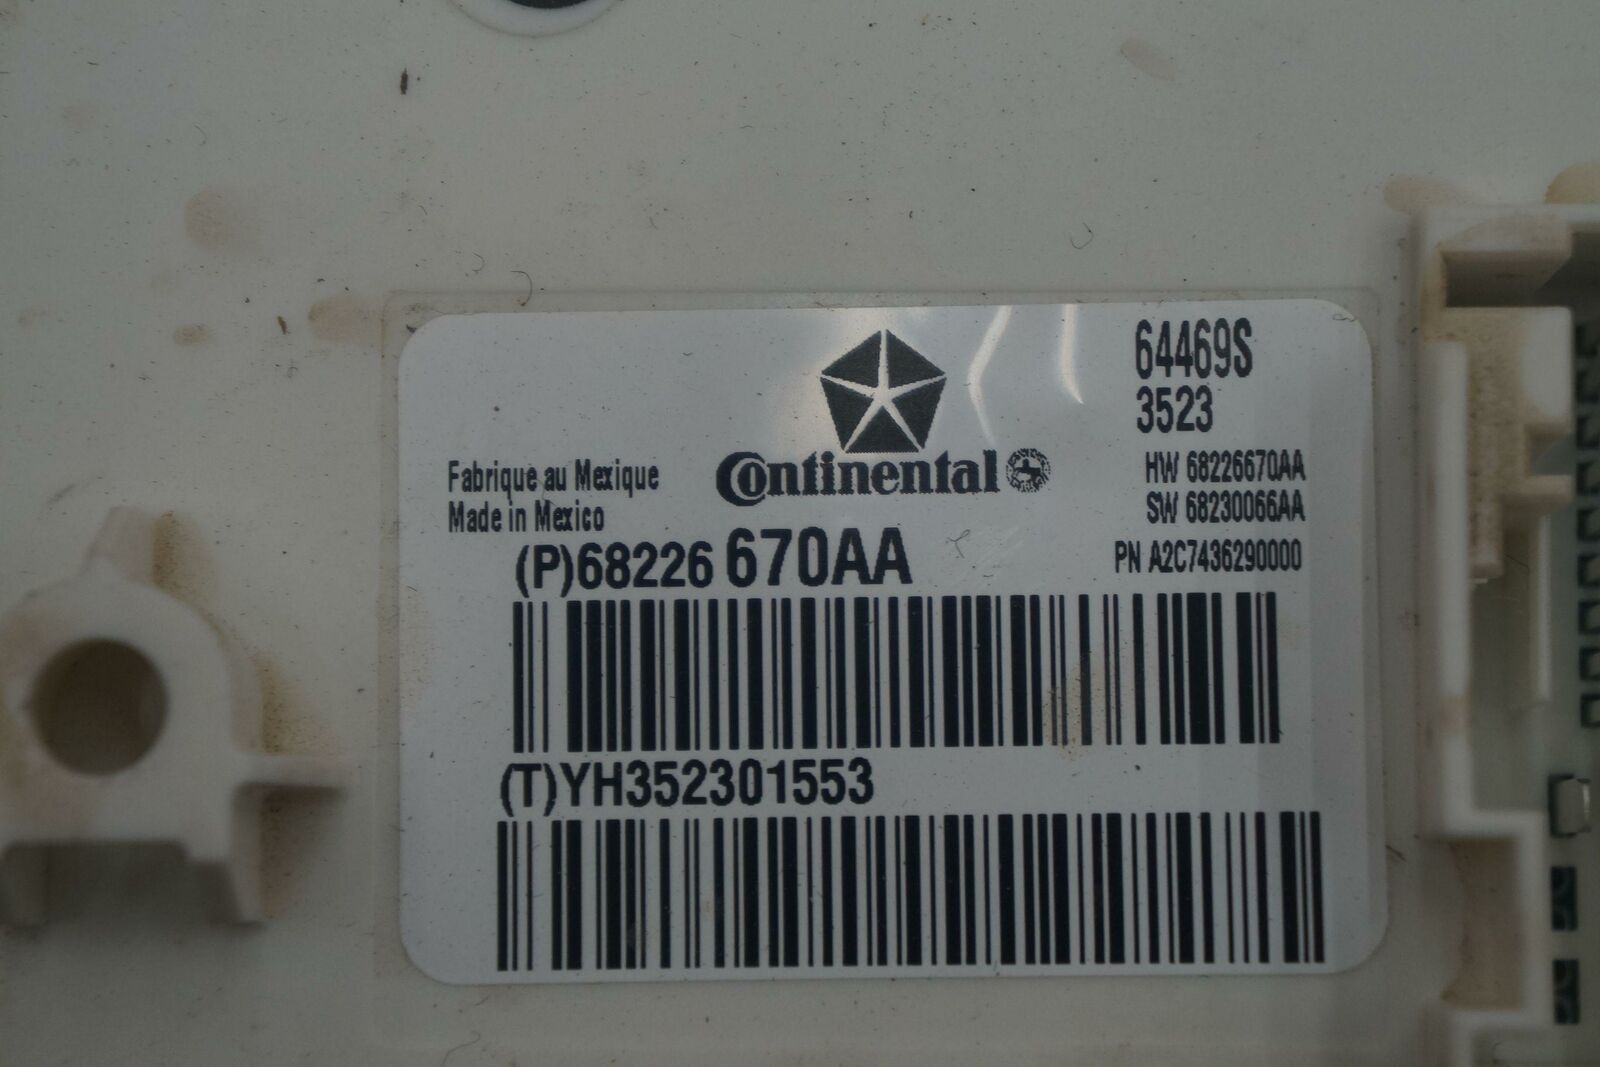 64469S
3523
Fabrique au Mexique
Made in Mexico
Continental
HW 68226670AA
SW 68230066AA
PN A2C7436290000
(P)68226 670AA
(T)YH352301553